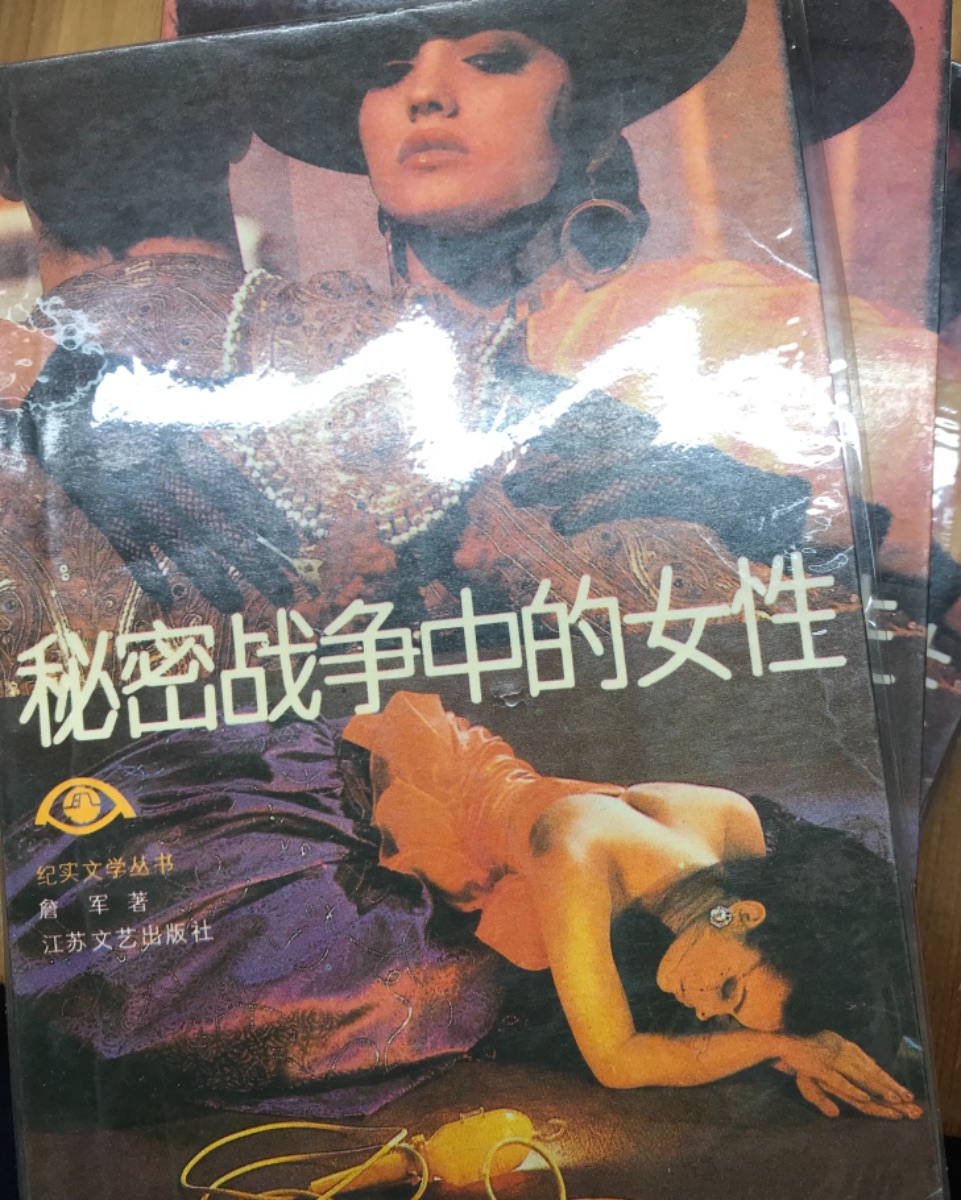 秘密战争中的女性
纪实文学丛书
詹 军 著
江苏文艺出版社